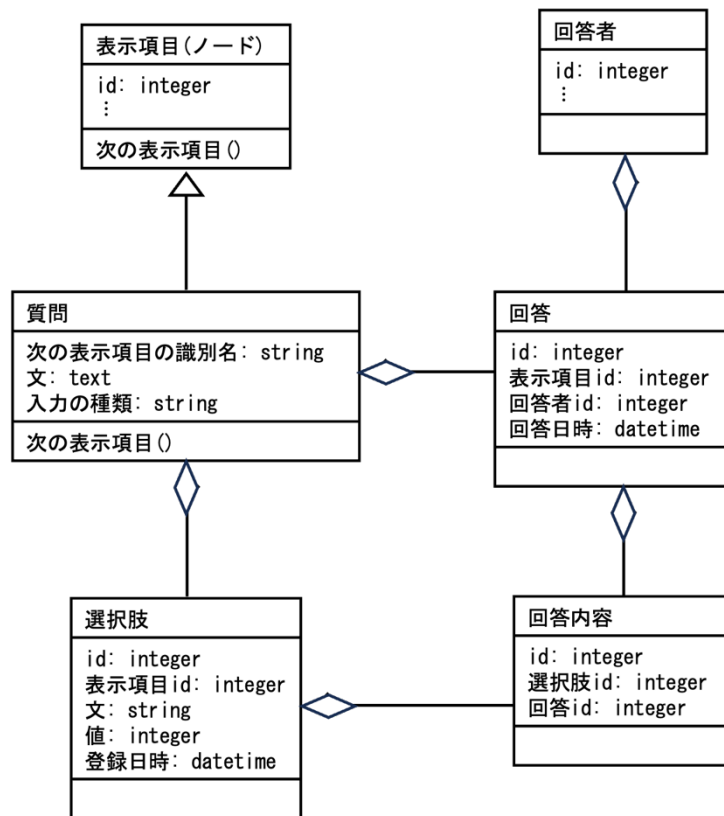 表示項目(ノード)
id: integer
⋮
次の表示項目()
回答者
id: integer
⋮
質問
次の表示項目の識別名: string
文: text
入力の種類: string
次の表示項目()
回答
id: integer
表示項目id: integer
回答者id: integer
回答日時: datetime
選択肢
id: integer
表示項目id: integer
文: string
値: integer
登録日時: datetime
回答内容
id: integer
選択肢id: integer
回答id: integer